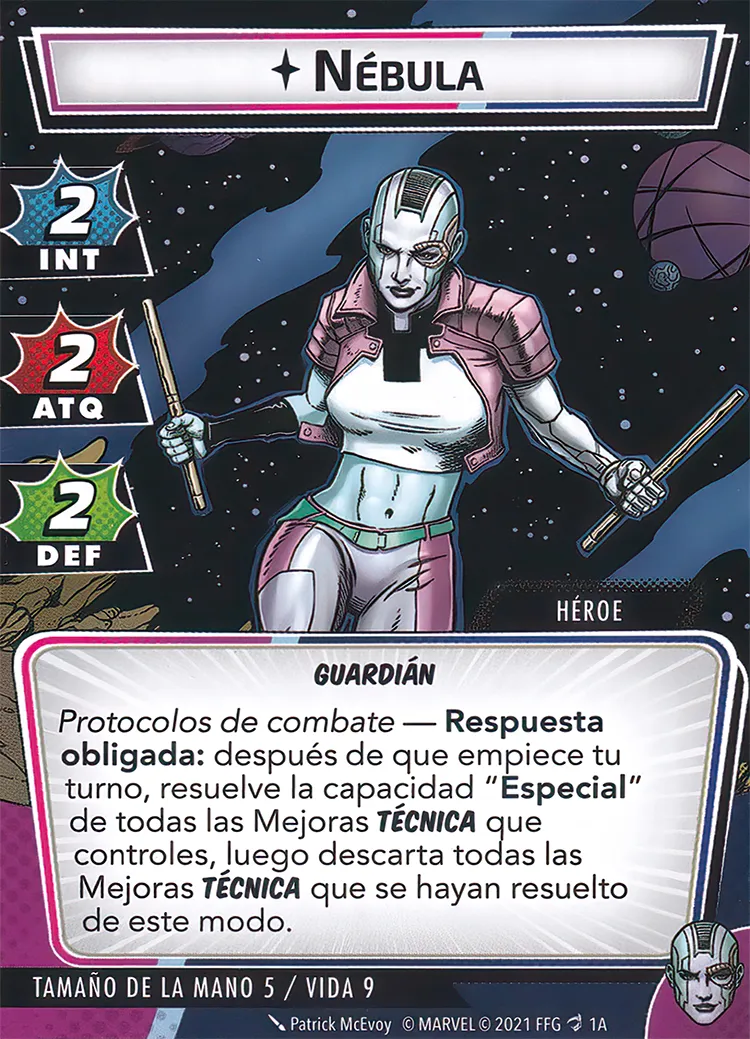 NÉBULA
2
INT
2
ATQ
2
DEF
HÉROE
GUARDIÁN
Protocolos de combate — Respuesta
obligada: después de que empiece tu
turno, resuelve la capacidad "Especial"
de todas las Mejoras TÉCNICA que
controles, luego descarta todas las
Mejoras TÉCNICA que se hayan resuelto
de este modo.
TAMAÑO DE LA MANO 5 / VIDA 9
Patrick McEvoy © MARVEL © 2021 FFG 1A